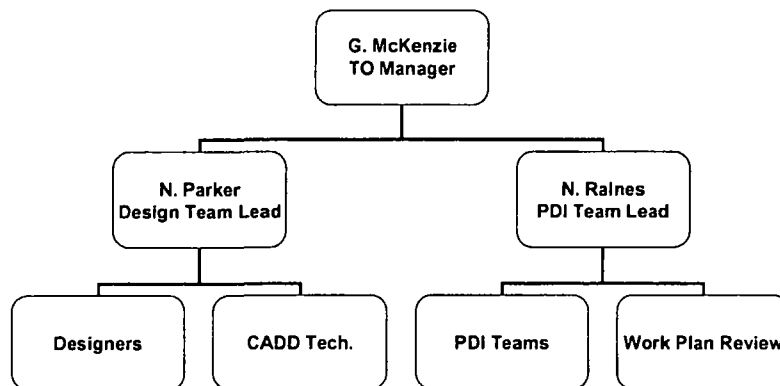 G. McKenzie
TO Manager
N. Parker
Design Team Lead
N. Raines
PDI Team Lead
Designers
CADD Tech.
PDI Teams
Work Plan Review